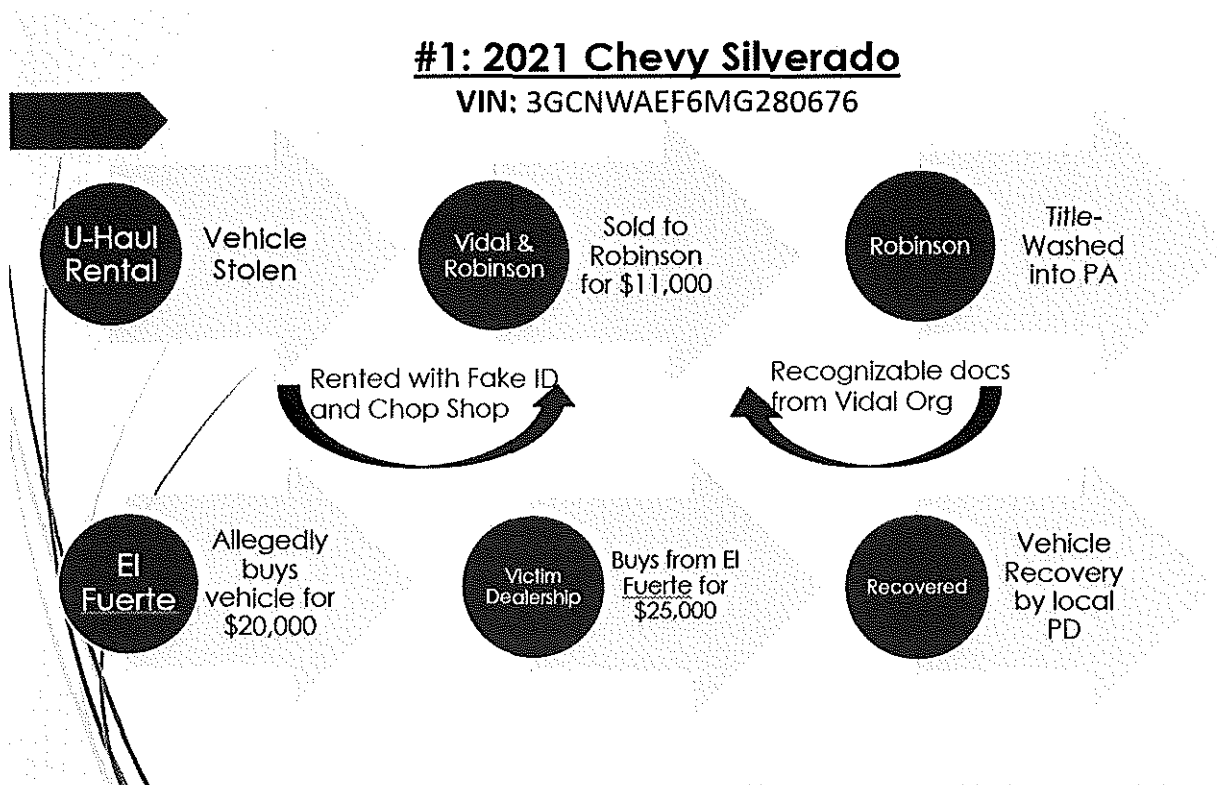 #1: 2021 Chevy Silverado
VIN: 3GCNWAEF6MG280676
U-Haul
Rental
Vehicle
Stolen
Vidal &
Robinson
Sold to
Robinson
for $11,000
Robinson
Title-
Washed
into PA
Rented with Fake ID
and Chop Shop
Recognizable docs
from Vidal Org
El
Fuerte
Allegedly
buys
vehicle for
$20,000
Victim
Dealership
Buys from El
Fuerte for
$25,000
Recovered
Vehicle
Recovery
by local
PD